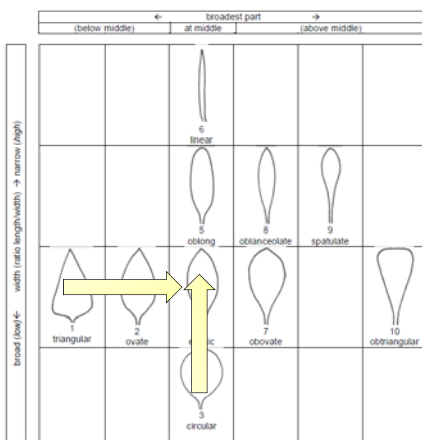 ← broadest part →
(below middle) at middle (above middle)
broad (low) ← width (ratio length/width) → narrow (high)
6
linear
5
oblong
8
oblanceolate
9
spatulate
1
triangular
2
ovate
7
obovate
10
obtriangular
3
circular